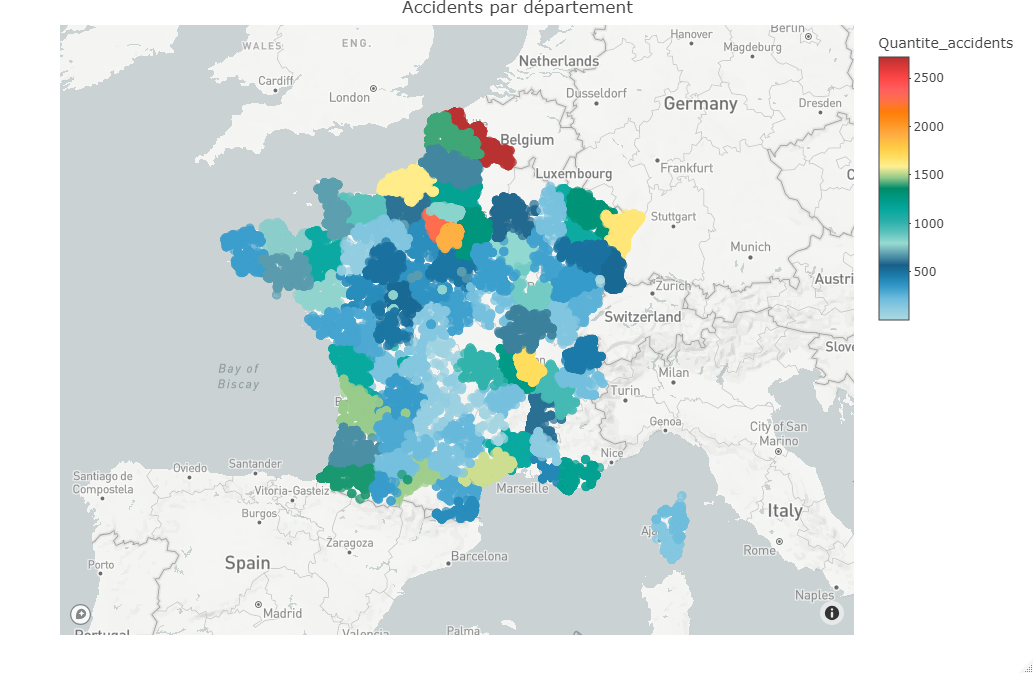 Accidents par département
Quantite_accidents
2500
2000
1500
1000
500
WALES
ENG.
Cardiff
London
Netherlands
Hanover
Berlin
Magdeburg
Dusseldorf
Germany
Dresden
Belgium
Luxembourg
Frankfurt
Stuttgart
Munich
Zurich
Switzerland
Austri
Slove
Bay of
Biscay
Milan
Turin
Genoa
City of San
Marino
Nice
Marseille
Santiago de
Compostela
Oviedo
Santander
Vitoria-Gasteiz
Burgos
Zaragoza
Porto
Spain
Barcelona
Aja
Italy
Rome
Naples
Madrid
Portugal
Valencia
Palma